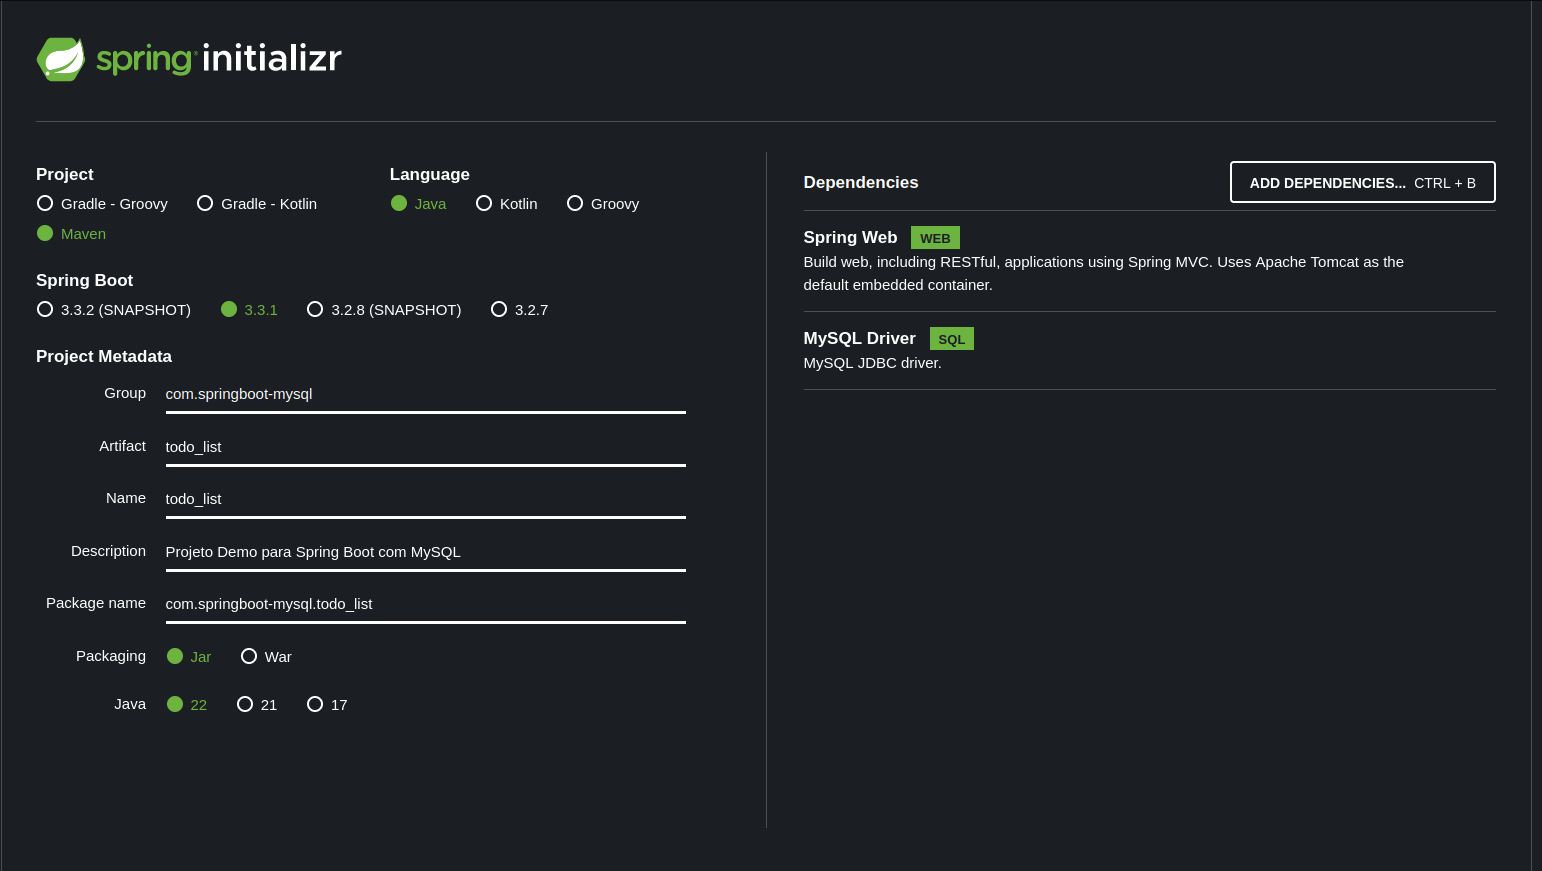 spring initializr
Project
Gradle - Groovy Gradle - Kotlin
Maven
Language
Java Kotlin Groovy
Spring Boot
3.3.2 (SNAPSHOT) 3.3.1 3.2.8 (SNAPSHOT) 3.2.7
Project Metadata
Group com.springboot-mysql
Artifact todo_list
Name todo_list
Description Projeto Demo para Spring Boot com MySQL
Package name com.springboot-mysql.todo_list
Packaging Jar War
Java 22 21 17
Dependencies ADD DEPENDENCIES... CTRL + B
Spring Web WEB
Build web, including RESTful, applications using Spring MVC. Uses Apache Tomcat as the
default embedded container.
MySQL Driver SQL
MySQL JDBC driver.